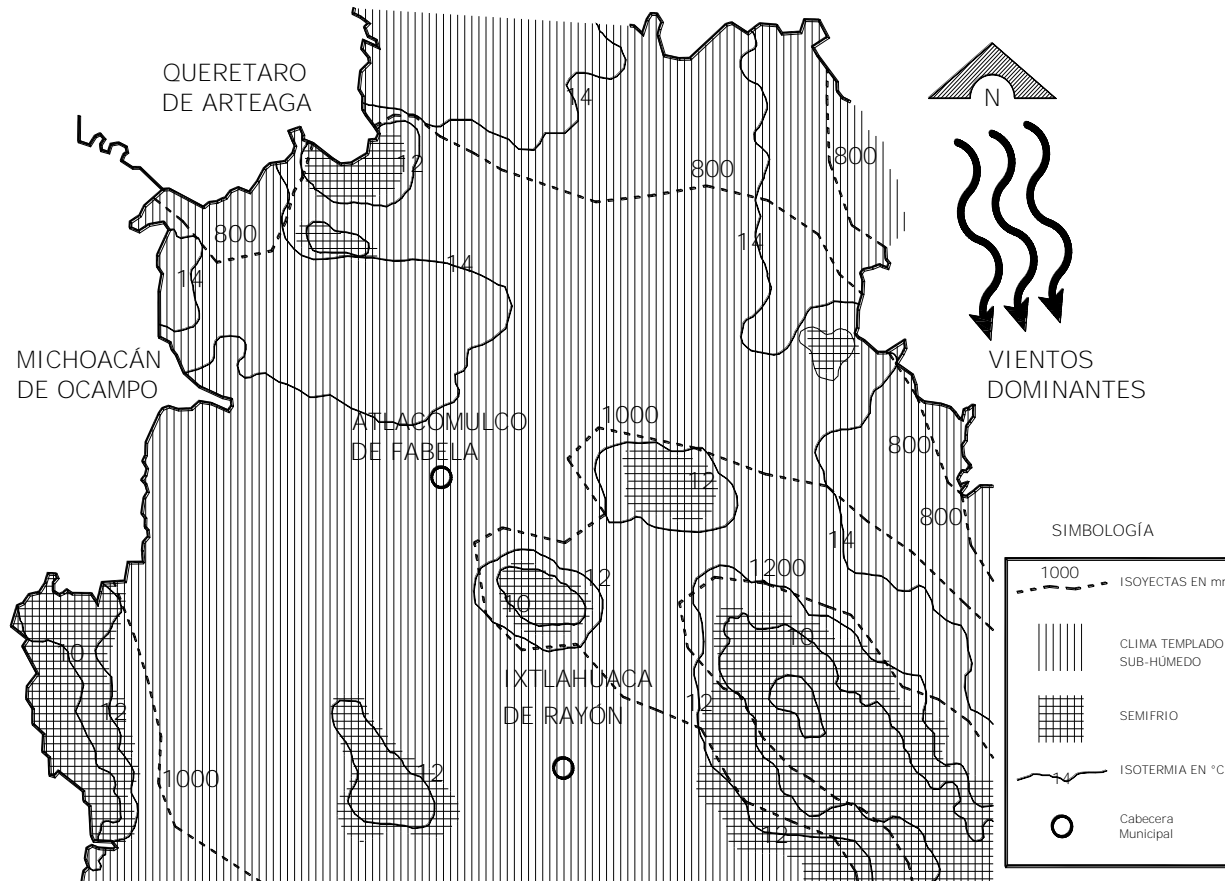 QUERETARO
DE ARTEAGA
N
14
12
800
800
800
14
14
14
MICHOACÁN
DE OCAMPO
VIENTOS
DOMINANTES
ATLACOMULCO
DE FABELA
1000
12
800
800
14
1200
12
10
10
10
12
12
IXTLAHUACA
DE RAYÓN
1000
12
12
SIMBOLOGÍA
1000
ISOYECTAS EN mm
CLIMA TEMPLADO
SUB-HÚMEDO
SEMIFRIO
14
ISOTERMIA EN °C
Cabecera
Municipal